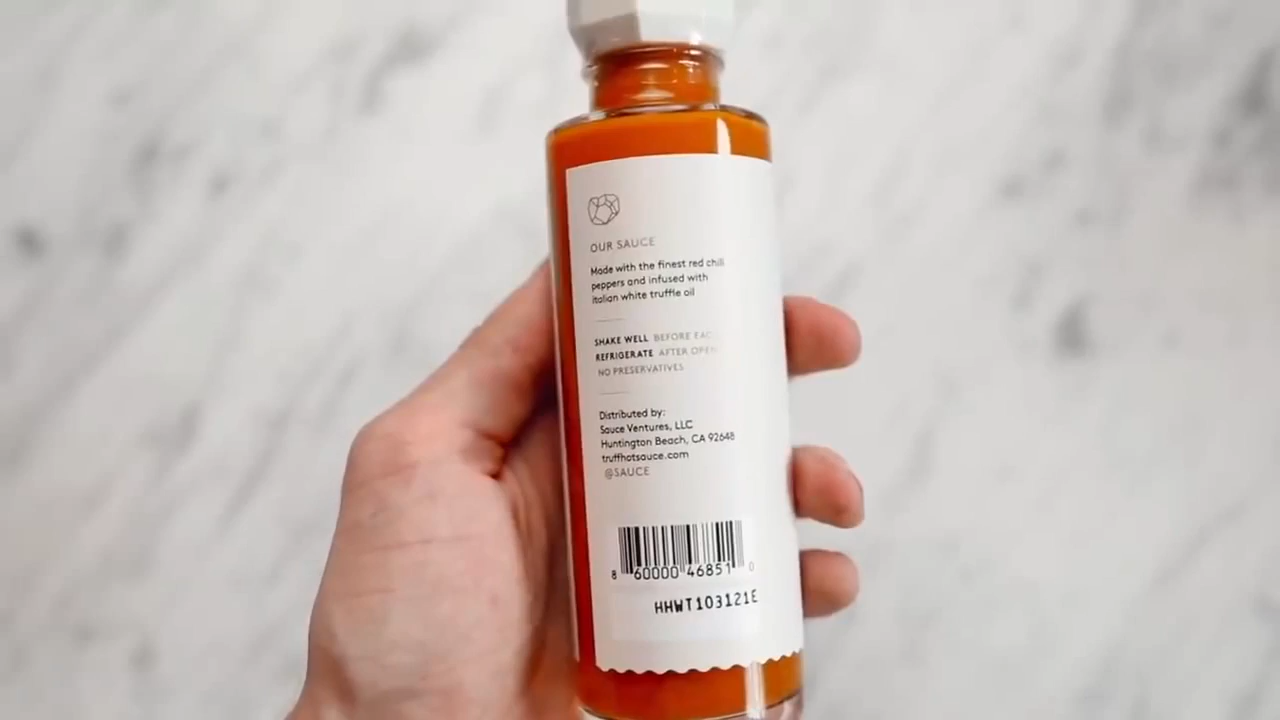 OUR SAUCE
Made with the finest red chili
peppers and infused with
italian white truffle oil
SHAKE WELL BEFORE
REFRIGERATE AFTER
NO PRESERVATIVES
Distributed by:
Sauce Ventures, LLC
Huntington Beach, CA 92648
truffhotsauce.com
@SAUCE
8 60000 46851 0
HHWT103121E